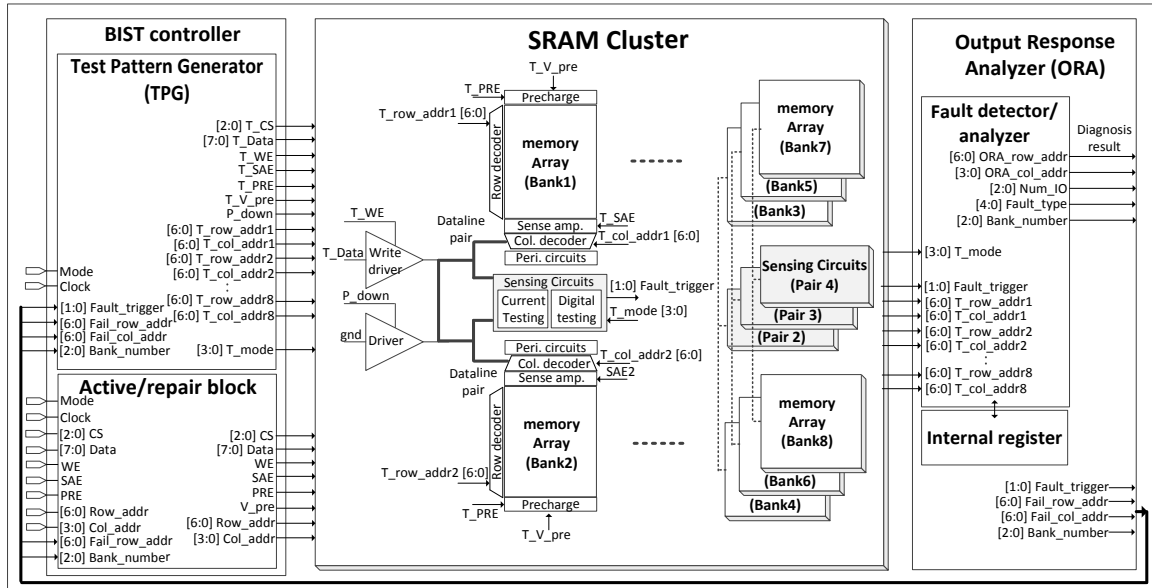 BIST controller
Test Pattern Generator
(TPG)
[2:0] T_CS
[7:0] T_Data
T_WE
T_SAE
T_PRE
T_V_pre
P_down
[6:0] T_row_addr1
[6:0] T_col_addr1
[6:0] T_row_addr2
[6:0] T_col_addr2
:
[6:0] T_row_addr8
[6:0] T_col_addr8
[3:0] T_mode
Mode
Clock
[1:0] Fault_trigger
[6:0] Fail_row_addr
[6:0] Fail_col_addr
[2:0] Bank_number
Active/repair block
Mode
Clock
[2:0] CS
[7:0] Data
WE
SAE
PRE
[6:0] Row_addr
[3:0] Col_addr
[6:0] Fail_row_addr
[2:0] Bank_number
[2:0] CS
[7:0] Data
WE
SAE
PRE
V_pre
[6:0] Row_addr
[3:0] Col_addr
SRAM Cluster
T_V_pre
T_PRE
Precharge
T_row_addr1 [6:0]
Row decoder
memory
Array
(Bank1)
T_SAE
Sense amp.
Col. decoder
T_col_addr1 [6:0]
Peri. circuits
T_WE
Dataline
pair
T_Data
Write
driver
P_down
gnd
Driver
Sensing Circuits
Current
Testing
Digital
testing
[1:0] Fault_trigger
T_mode [3:0]
Peri. circuits
Col. decoder
T_col_addr2 [6:0]
Sense amp.
SAE2
Dataline
pair
Row decoder
memory
Array
(Bank2)
T_row_addr2 [6:0]
Precharge
T_PRE
T_V_pre
memory
Array
(Bank7)
(Bank5)
(Bank3)
Sensing Circuits
(Pair 4)
(Pair 3)
(Pair 2)
memory
Array
(Bank8)
(Bank6)
(Bank4)
Output Response
Analyzer (ORA)
Fault detector/
analyzer
Diagnosis
result
[6:0] ORA_row_addr
[3:0] ORA_col_addr
[2:0] Num_IO
[4:0] Fault_type
[2:0] Bank_number
[3:0] T_mode
[1:0] Fault_trigger
[6:0] T_row_addr1
[6:0] T_col_addr1
[6:0] T_row_addr2
[6:0] T_col_addr2
:
[6:0] T_row_addr8
[6:0] T_col_addr8
Internal register
[1:0] Fault_trigger
[6:0] Fail_row_addr
[6:0] Fail_col_addr
[2:0] Bank_number